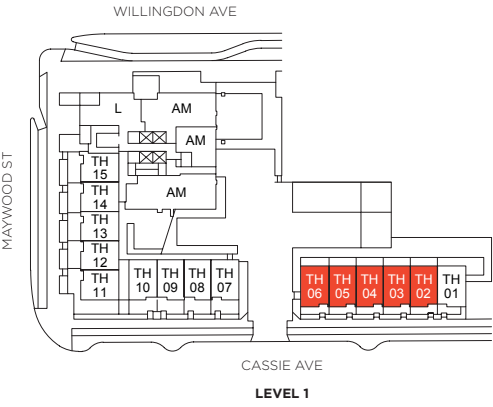 WILLINGDON AVE
MAYWOOD ST
L
AM
AM
AM
TH
15
TH
14
TH
13
TH
12
TH
11
TH
10
TH
09
TH
08
TH
07
TH
06
TH
05
TH
04
TH
03
TH
02
TH
01
CASSIE AVE
LEVEL 1